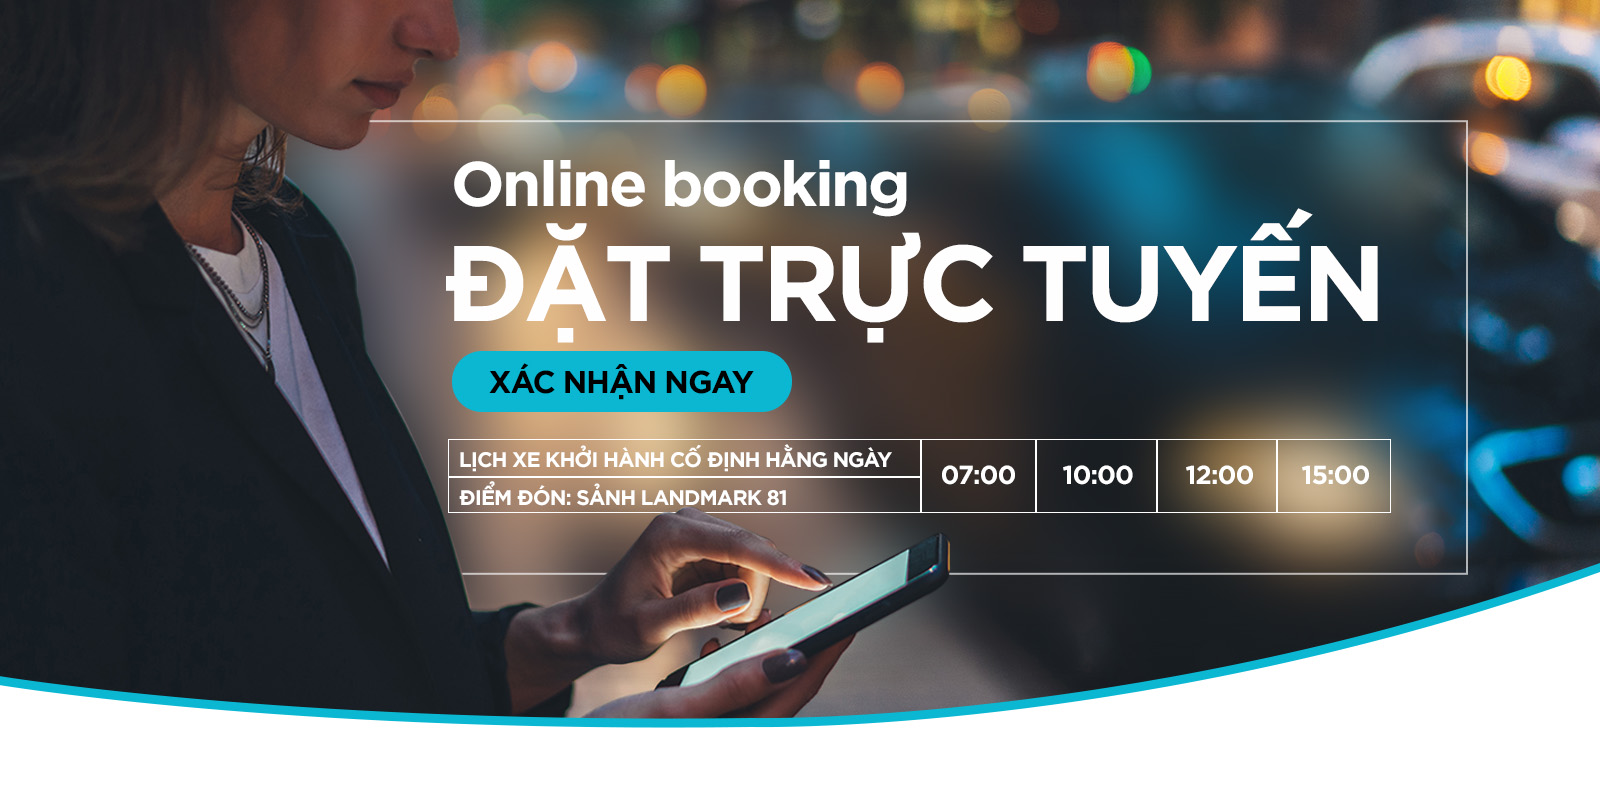 Online booking
ĐẶT TRỰC TUYẾN
XÁC NHẬN NGAY
LỊCH XE KHỞI HÀNH CỐ ĐỊNH HẰNG NGÀY
07:00 10:00 12:00 15:00
ĐIỂM ĐÓN: SẢNH LANDMARK 81